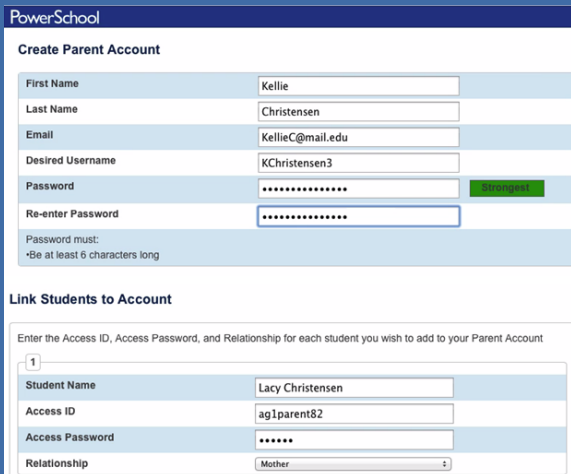 PowerSchool
Create Parent Account
First Name Kellie
Last Name Christensen
Email KellieC@mail.edu
Desired Username KChristensen3
Password ••••••••••••••• Strongest
Re-enter Password •••••••••••••••
Password must:
•Be at least 6 characters long
Link Students to Account
Enter the Access ID, Access Password, and Relationship for each student you wish to add to your Parent Account
1
Student Name Lacy Christensen
Access ID ag1parent82
Access Password ••••••
Relationship Mother